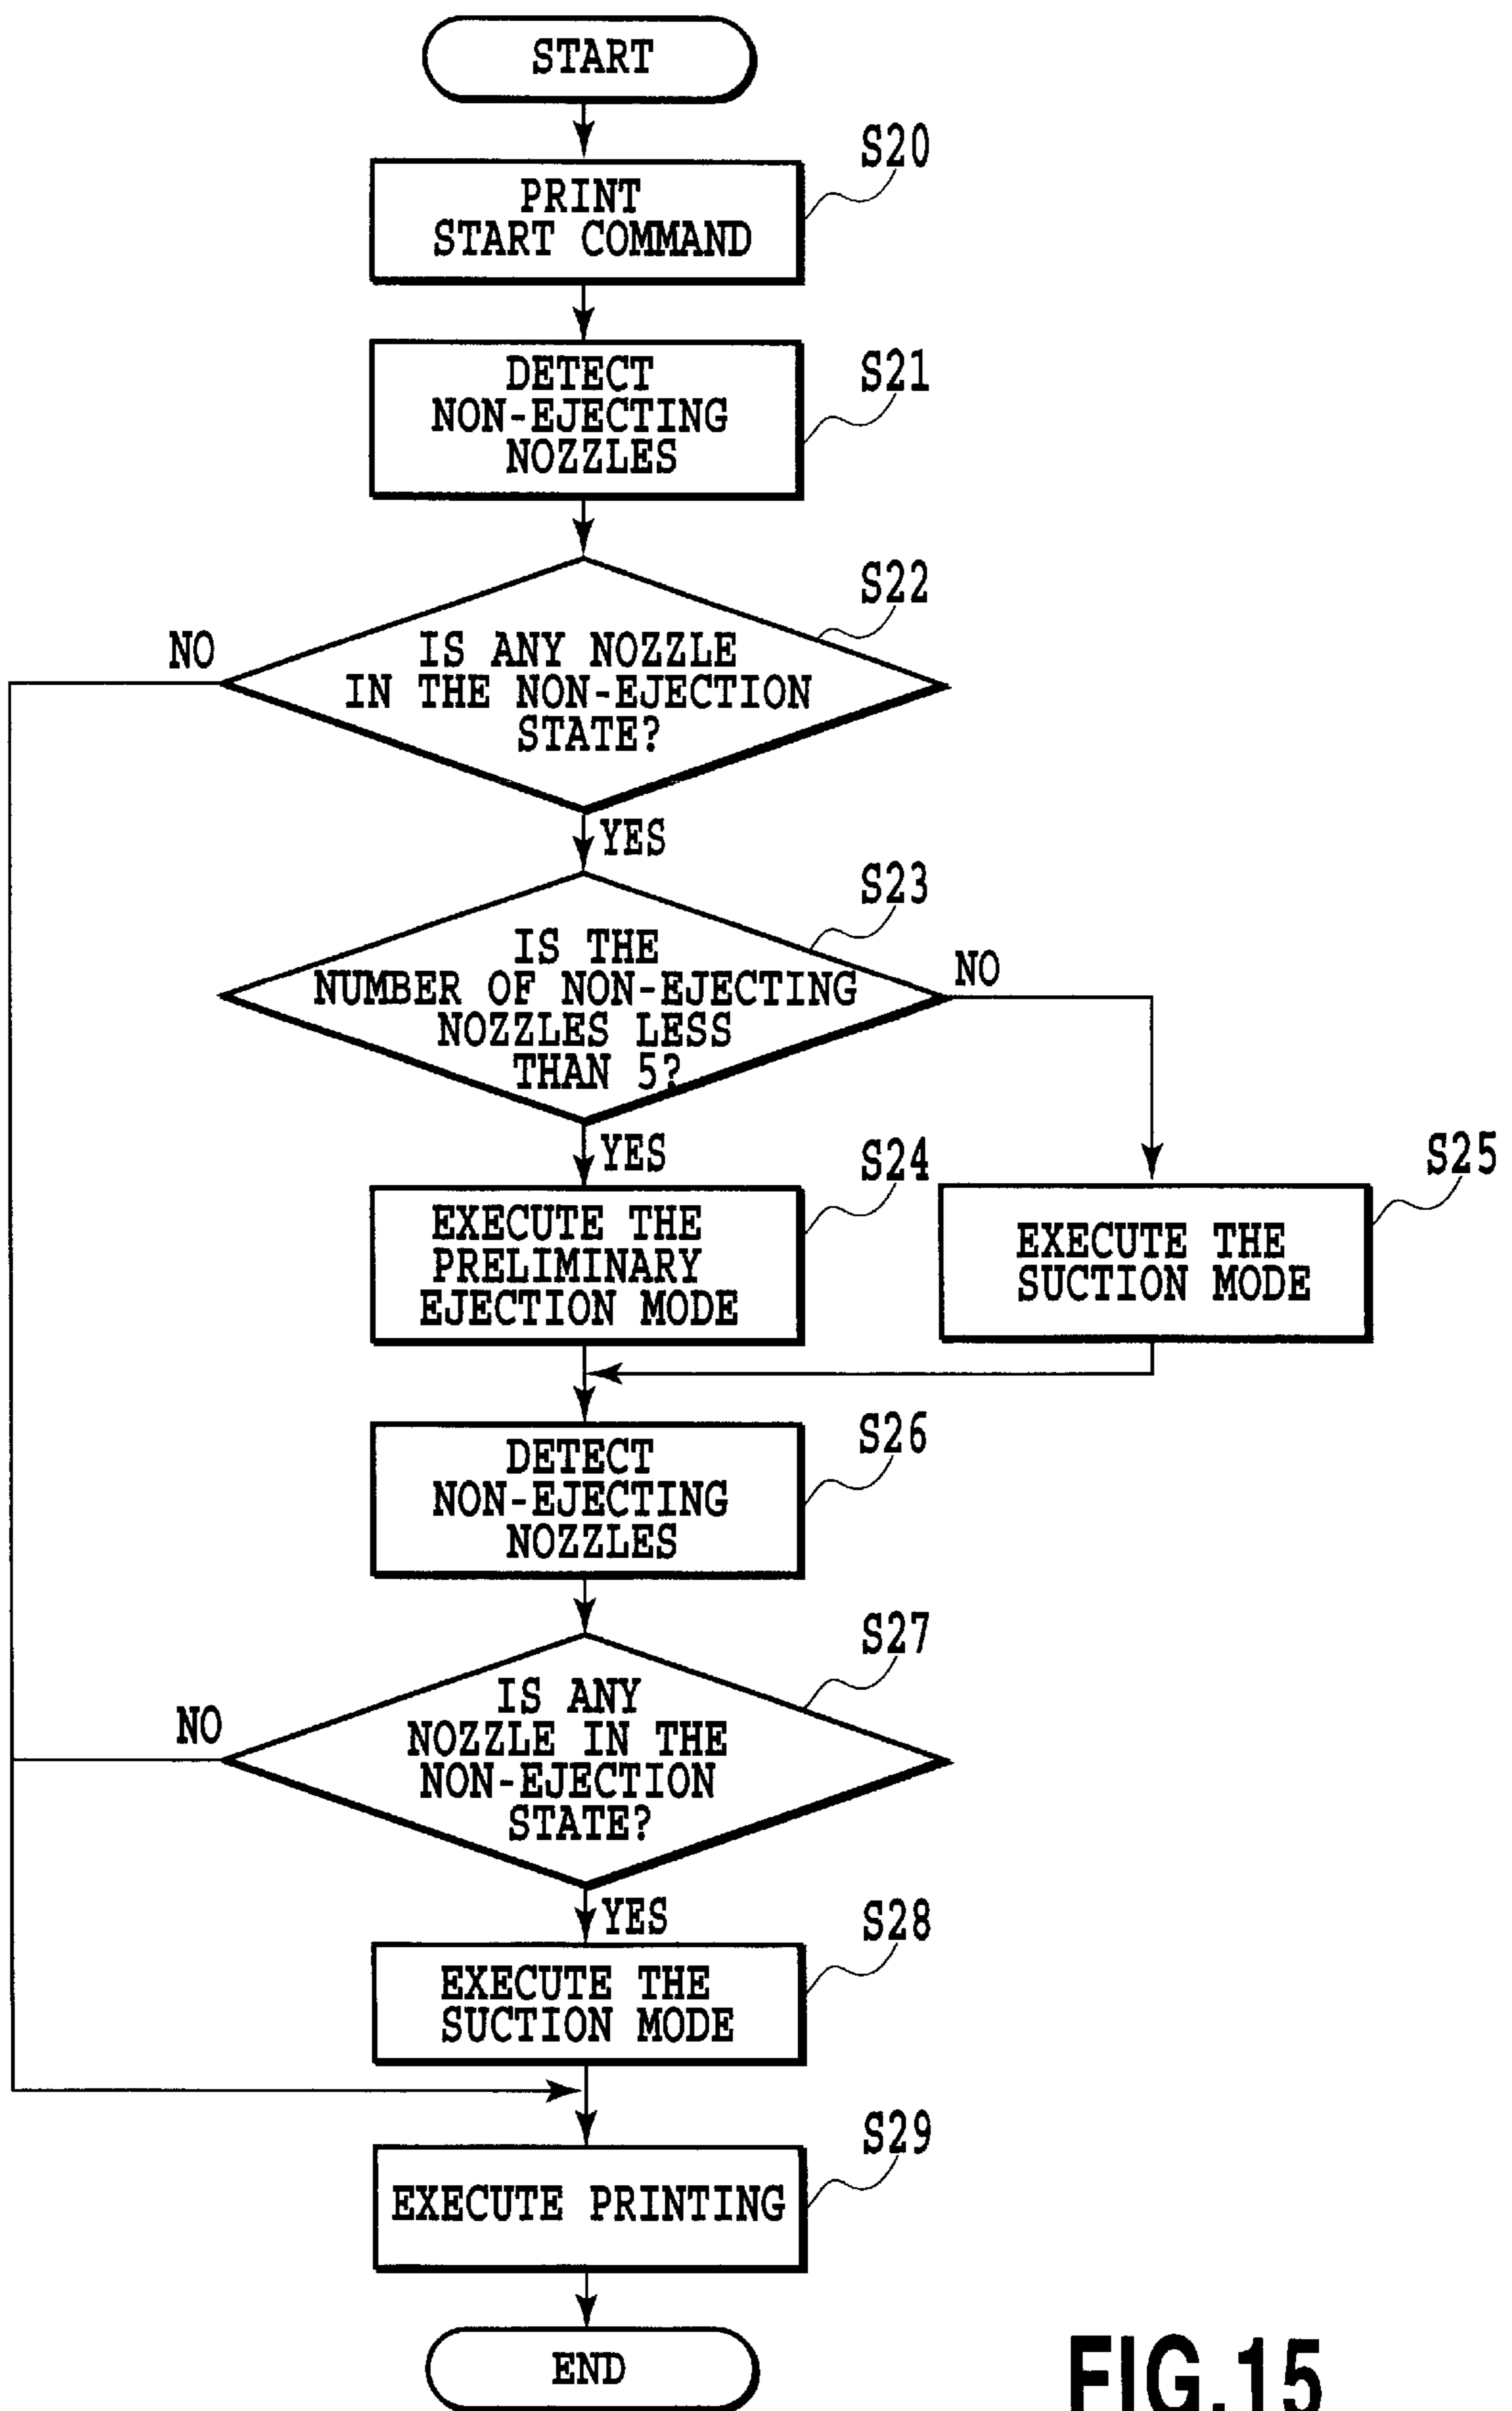 START
S20
PRINT
START COMMAND
S21
DETECT
NON-EJECTING
NOZZLES
S22
NO
IS ANY NOZZLE
IN THE NON-EJECTION
STATE?
YES
S23
IS THE
NUMBER OF NON-EJECTING
NOZZLES LESS
THAN 5?
NO
YES
S24
EXECUTE THE
PRELIMINARY
EJECTION MODE
S25
EXECUTE THE
SUCTION MODE
S26
DETECT
NON-EJECTING
NOZZLES
S27
NO
IS ANY
NOZZLE IN THE
NON-EJECTION
STATE?
YES
S28
EXECUTE THE
SUCTION MODE
S29
EXECUTE PRINTING
END
FIG.15